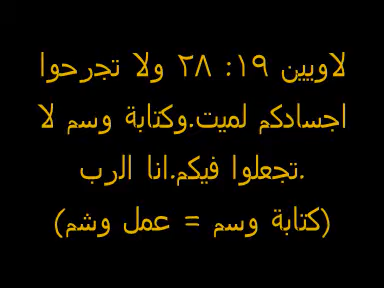 لاويين ١٩: ٢٨ ولا تجرحوا
اجسادكم لميت.وكتابة وسم لا
تجعلوا فيكم.انا الرب.
(كتابة وسم = عمل وشم)